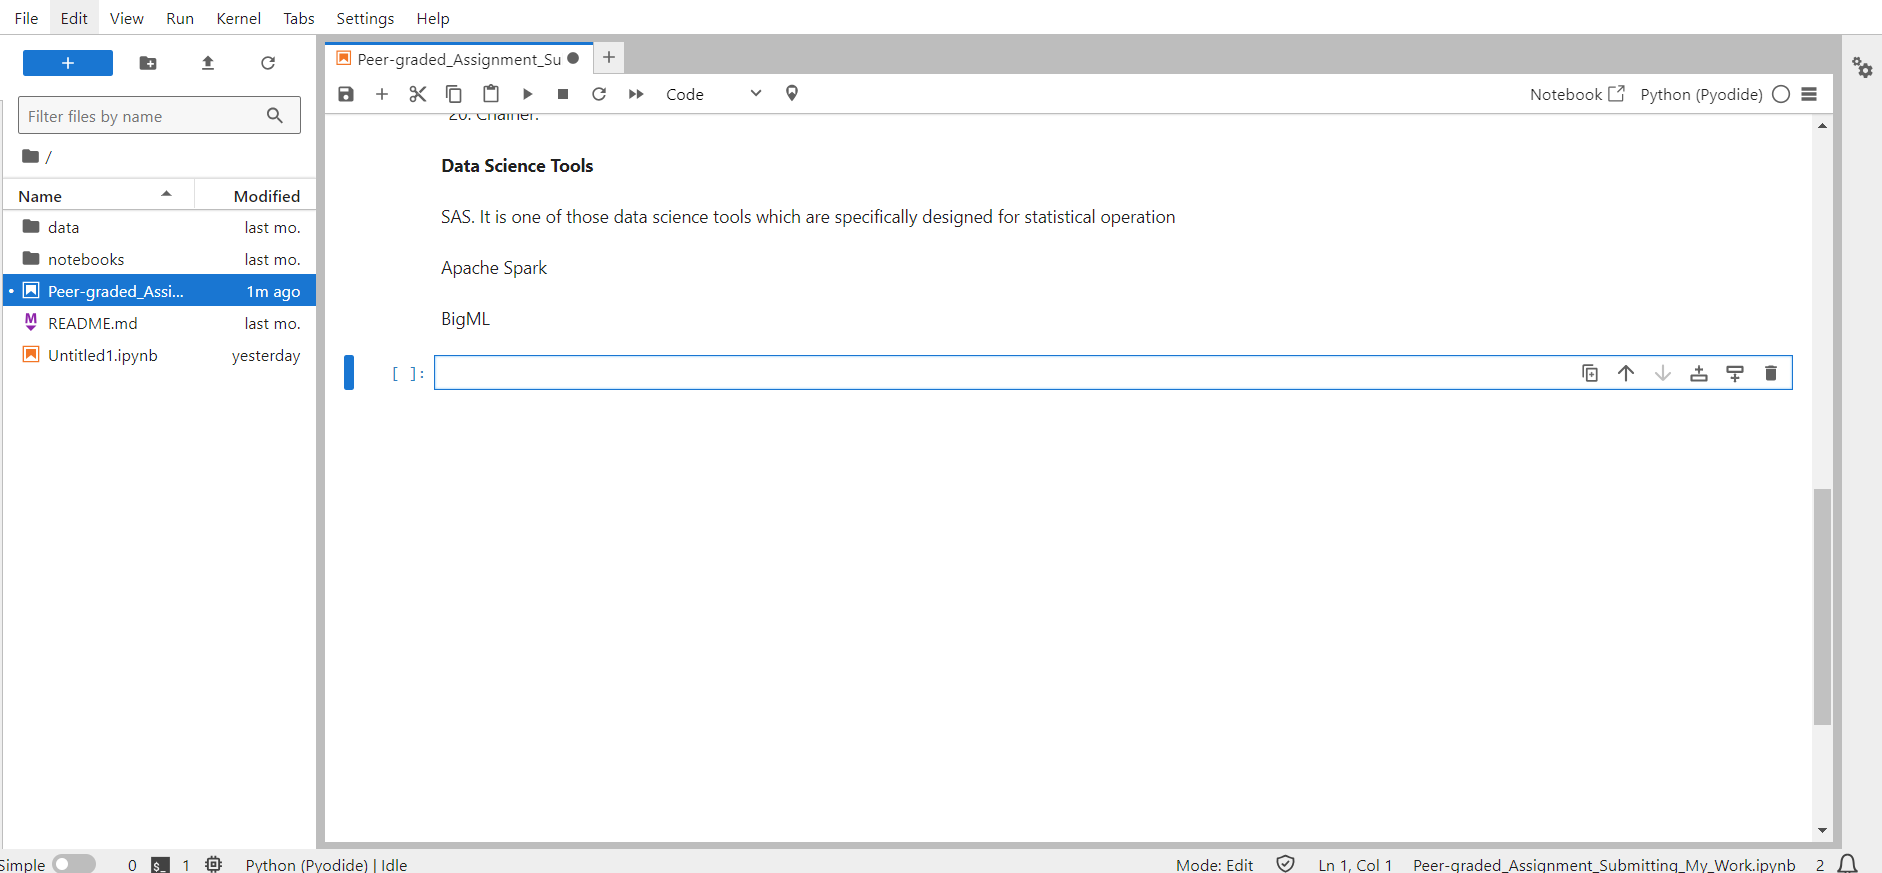 File Edit View Run Kernel Tabs Settings Help
+
Peer-graded_Assignment_Su
+
Filter files by name
Code
Notebook Python (Pyodide)
/
20. Chainer.
Name Modified
data last mo.
notebooks last mo.
• Peer-graded_Assi... 1m ago
M README.md last mo.
Untitled1.ipynb yesterday
Data Science Tools
SAS. It is one of those data science tools which are specifically designed for statistical operation
Apache Spark
BigML
[ ]:
Simple 0 $_ 1 Python (Pyodide) | Idle Mode: Edit Ln 1, Col 1 Peer-graded_Assignment_Submitting_My_Work.ipynb 2